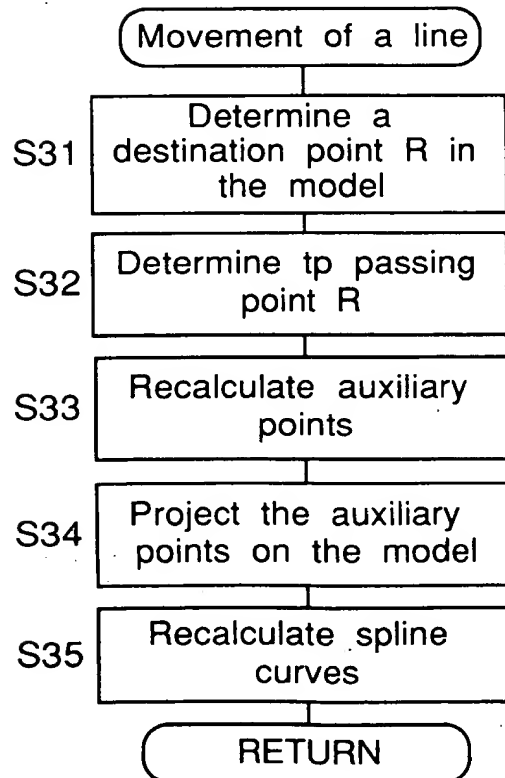 Movement of a line
S31
Determine a
destination point R in
the model
S32
Determine tp passing
point R
S33
Recalculate auxiliary
points
S34
Project the auxiliary
points on the model
S35
Recalculate spline
curves
RETURN